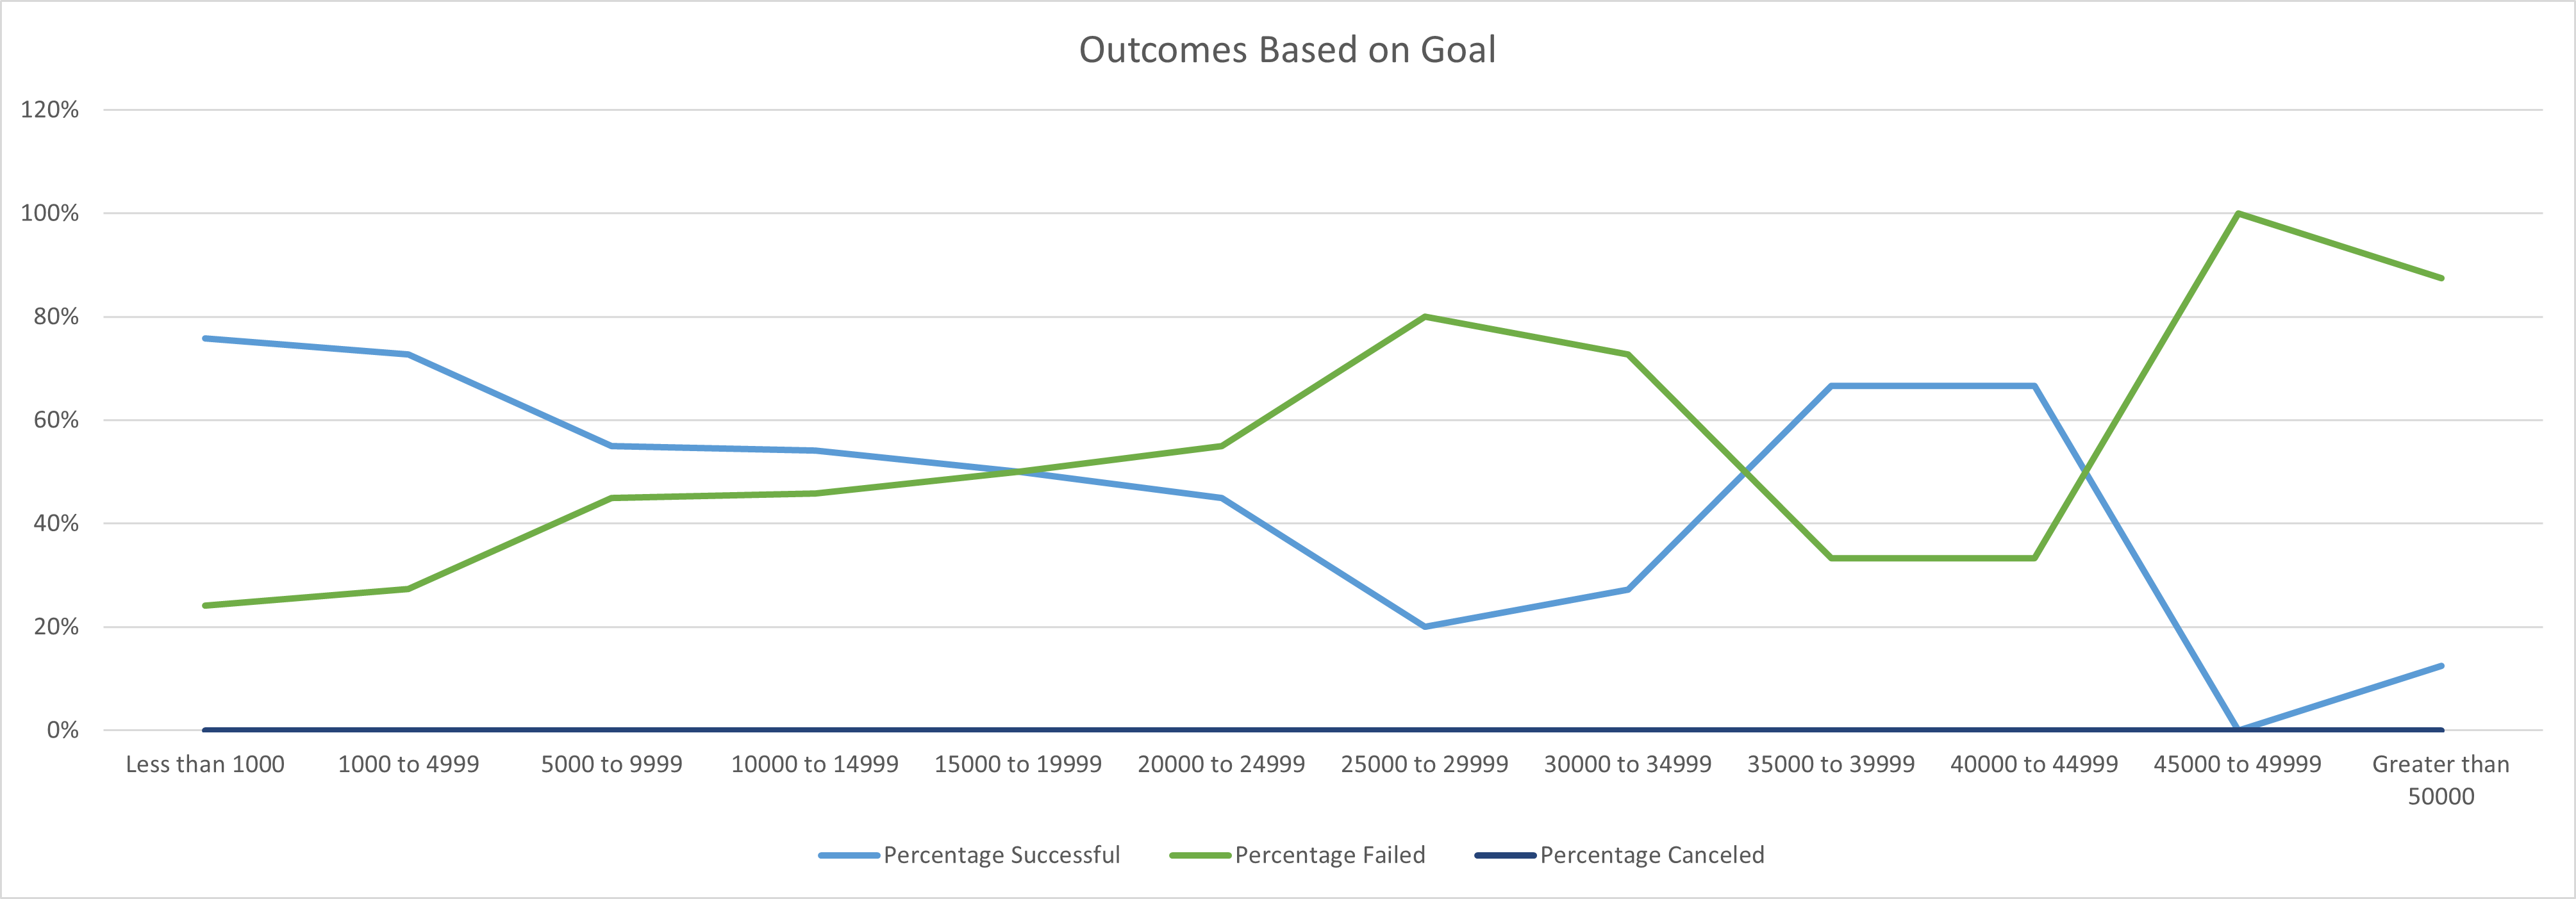 Outcomes Based on Goal
120%
100%
80%
60%
40%
20%
0%
Less than 1000
1000 to 4999
5000 to 9999
10000 to 14999
15000 to 19999
20000 to 24999
25000 to 29999
30000 to 34999
35000 to 39999
40000 to 44999
45000 to 49999
Greater than
50000
Percentage Successful
Percentage Failed
Percentage Canceled